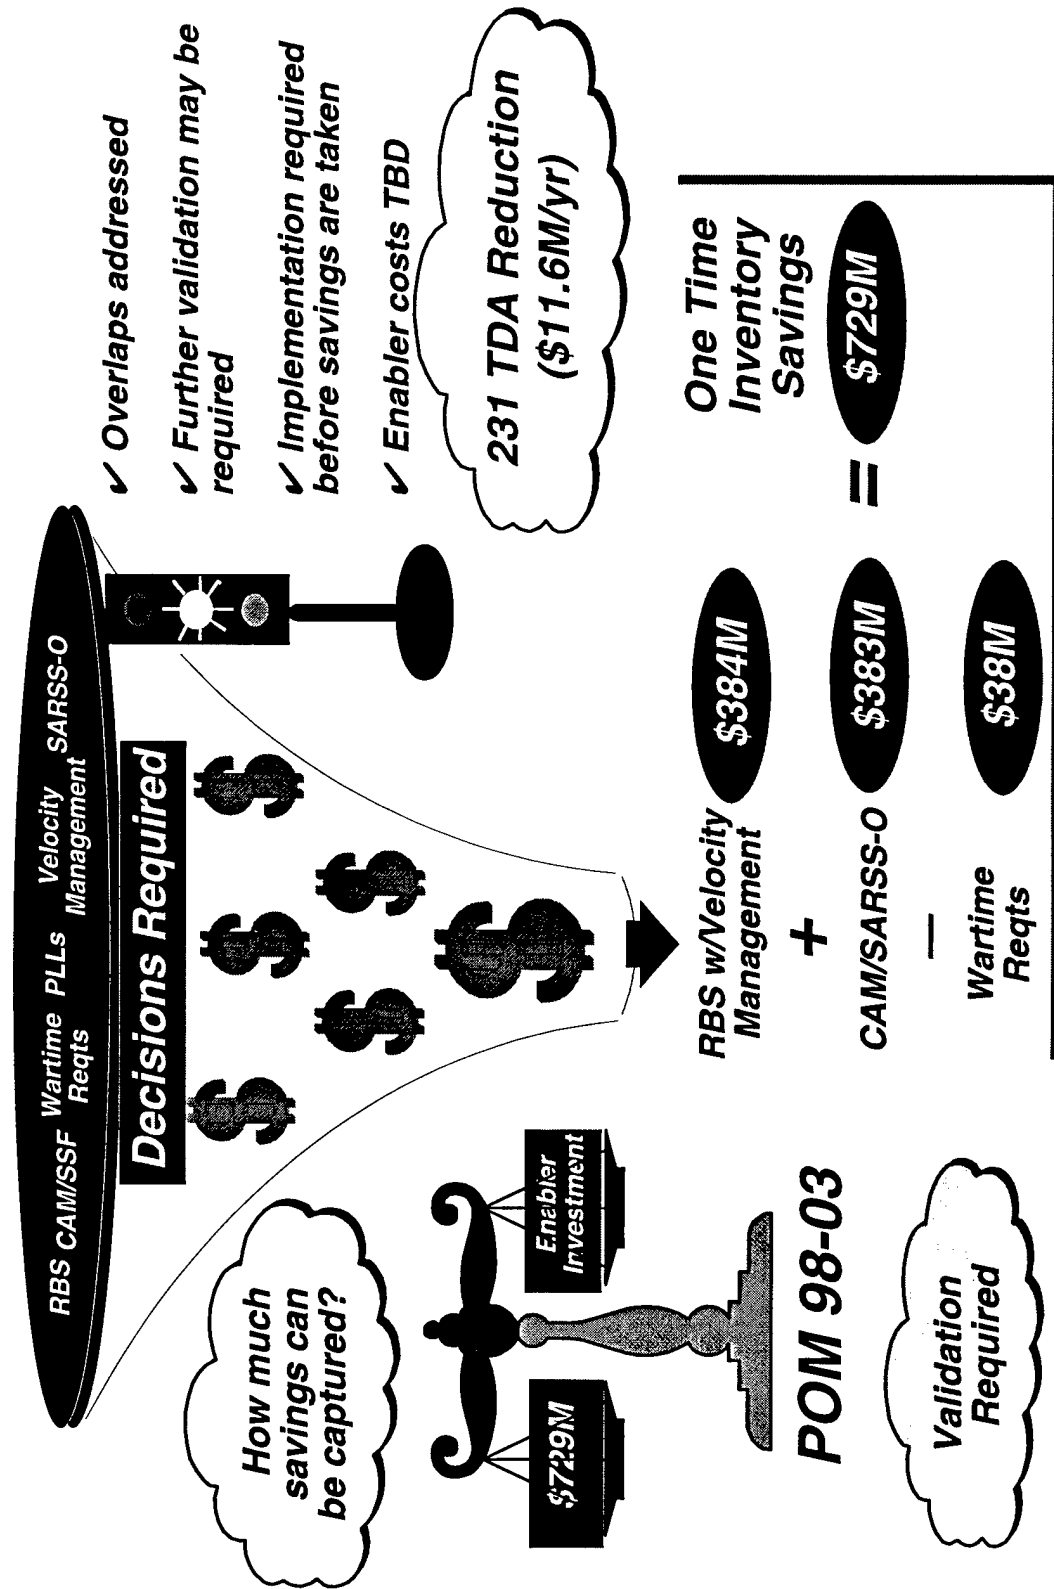 RBS CAM/SSF Wartime PLLs Velocity SARSS-O
Reqts Management
Decisions Required
✓ Overlaps addressed
✓ Further validation may be
required
✓ Implementation required
before savings are taken
✓ Enabler costs TBD
231 TDA Reduction
($11.6M/yr)
How much
savings can
be captured?
$729M
Enabler
Investment
POM 98-03
Validation
Required
RBS w/Velocity
Management
$384M
+
CAM/SARSS-O
$383M
—
Wartime
Reqts
$38M
=
One Time
Inventory
Savings
$729M